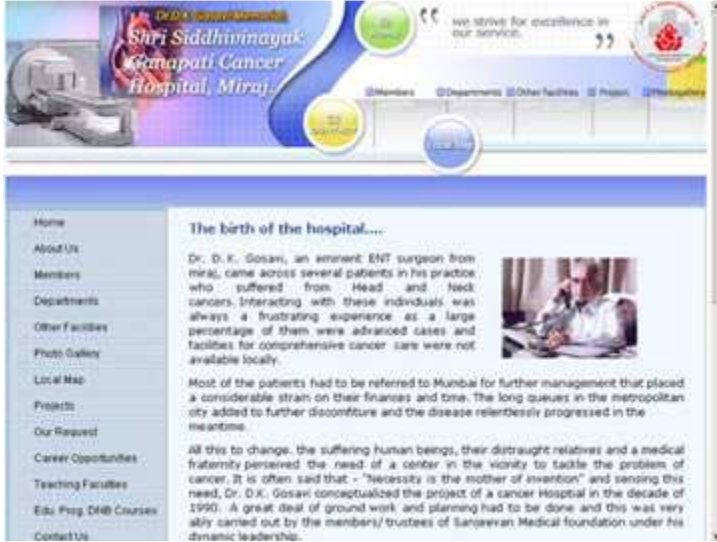 Dr.D.K. Gosavi Memorial
Shri Siddhivinayak
Ganapati Cancer
Hospital, Miraj.
we strive for excellence in
our service.
Members Departments Other facilities Project Photogallery
Local Map
Home
About Us
Members
Departments
Other Facilities
Photo Gallery
Local Map
Projects
Our Request
Career Opportunities
Teaching Faculties
Edu. Prog. DNB Courses
Contact Us
The birth of the hospital....
Dr. D. K. Gosavi, an eminent ENT surgeon from
miraj, came across several patients in his practice
who suffered from Head and Neck
cancers. Interacting with these individuals was
always a frustrating experience as a large
percentage of them were advanced cases and
facilities for comprehensive cancer care were not
available locally.
Most of the patients had to be referred to Mumbai for further management that placed
a considerable strain on their finanses and time. The long queues in the metropolitan
city added to further discomfiture and the disease relentlessly progressed in the
meantime.
All this to change. the suffering human beings, their distraught relatives and a medical
fraternity perseived the need of a center in the vicinity to tackle the problem of
cancer. It is often said that - "Necessity is the mother of invention" and sensing this
need, Dr. D.K. Gosavi conceptualized the project of a cancer Hosptial in the decade of
1990. A great deal of ground work and planning had to be done and this was very
ably carried out by the members/ trustees of Sanjeevan Medical foundation under his
dynamic leadership.